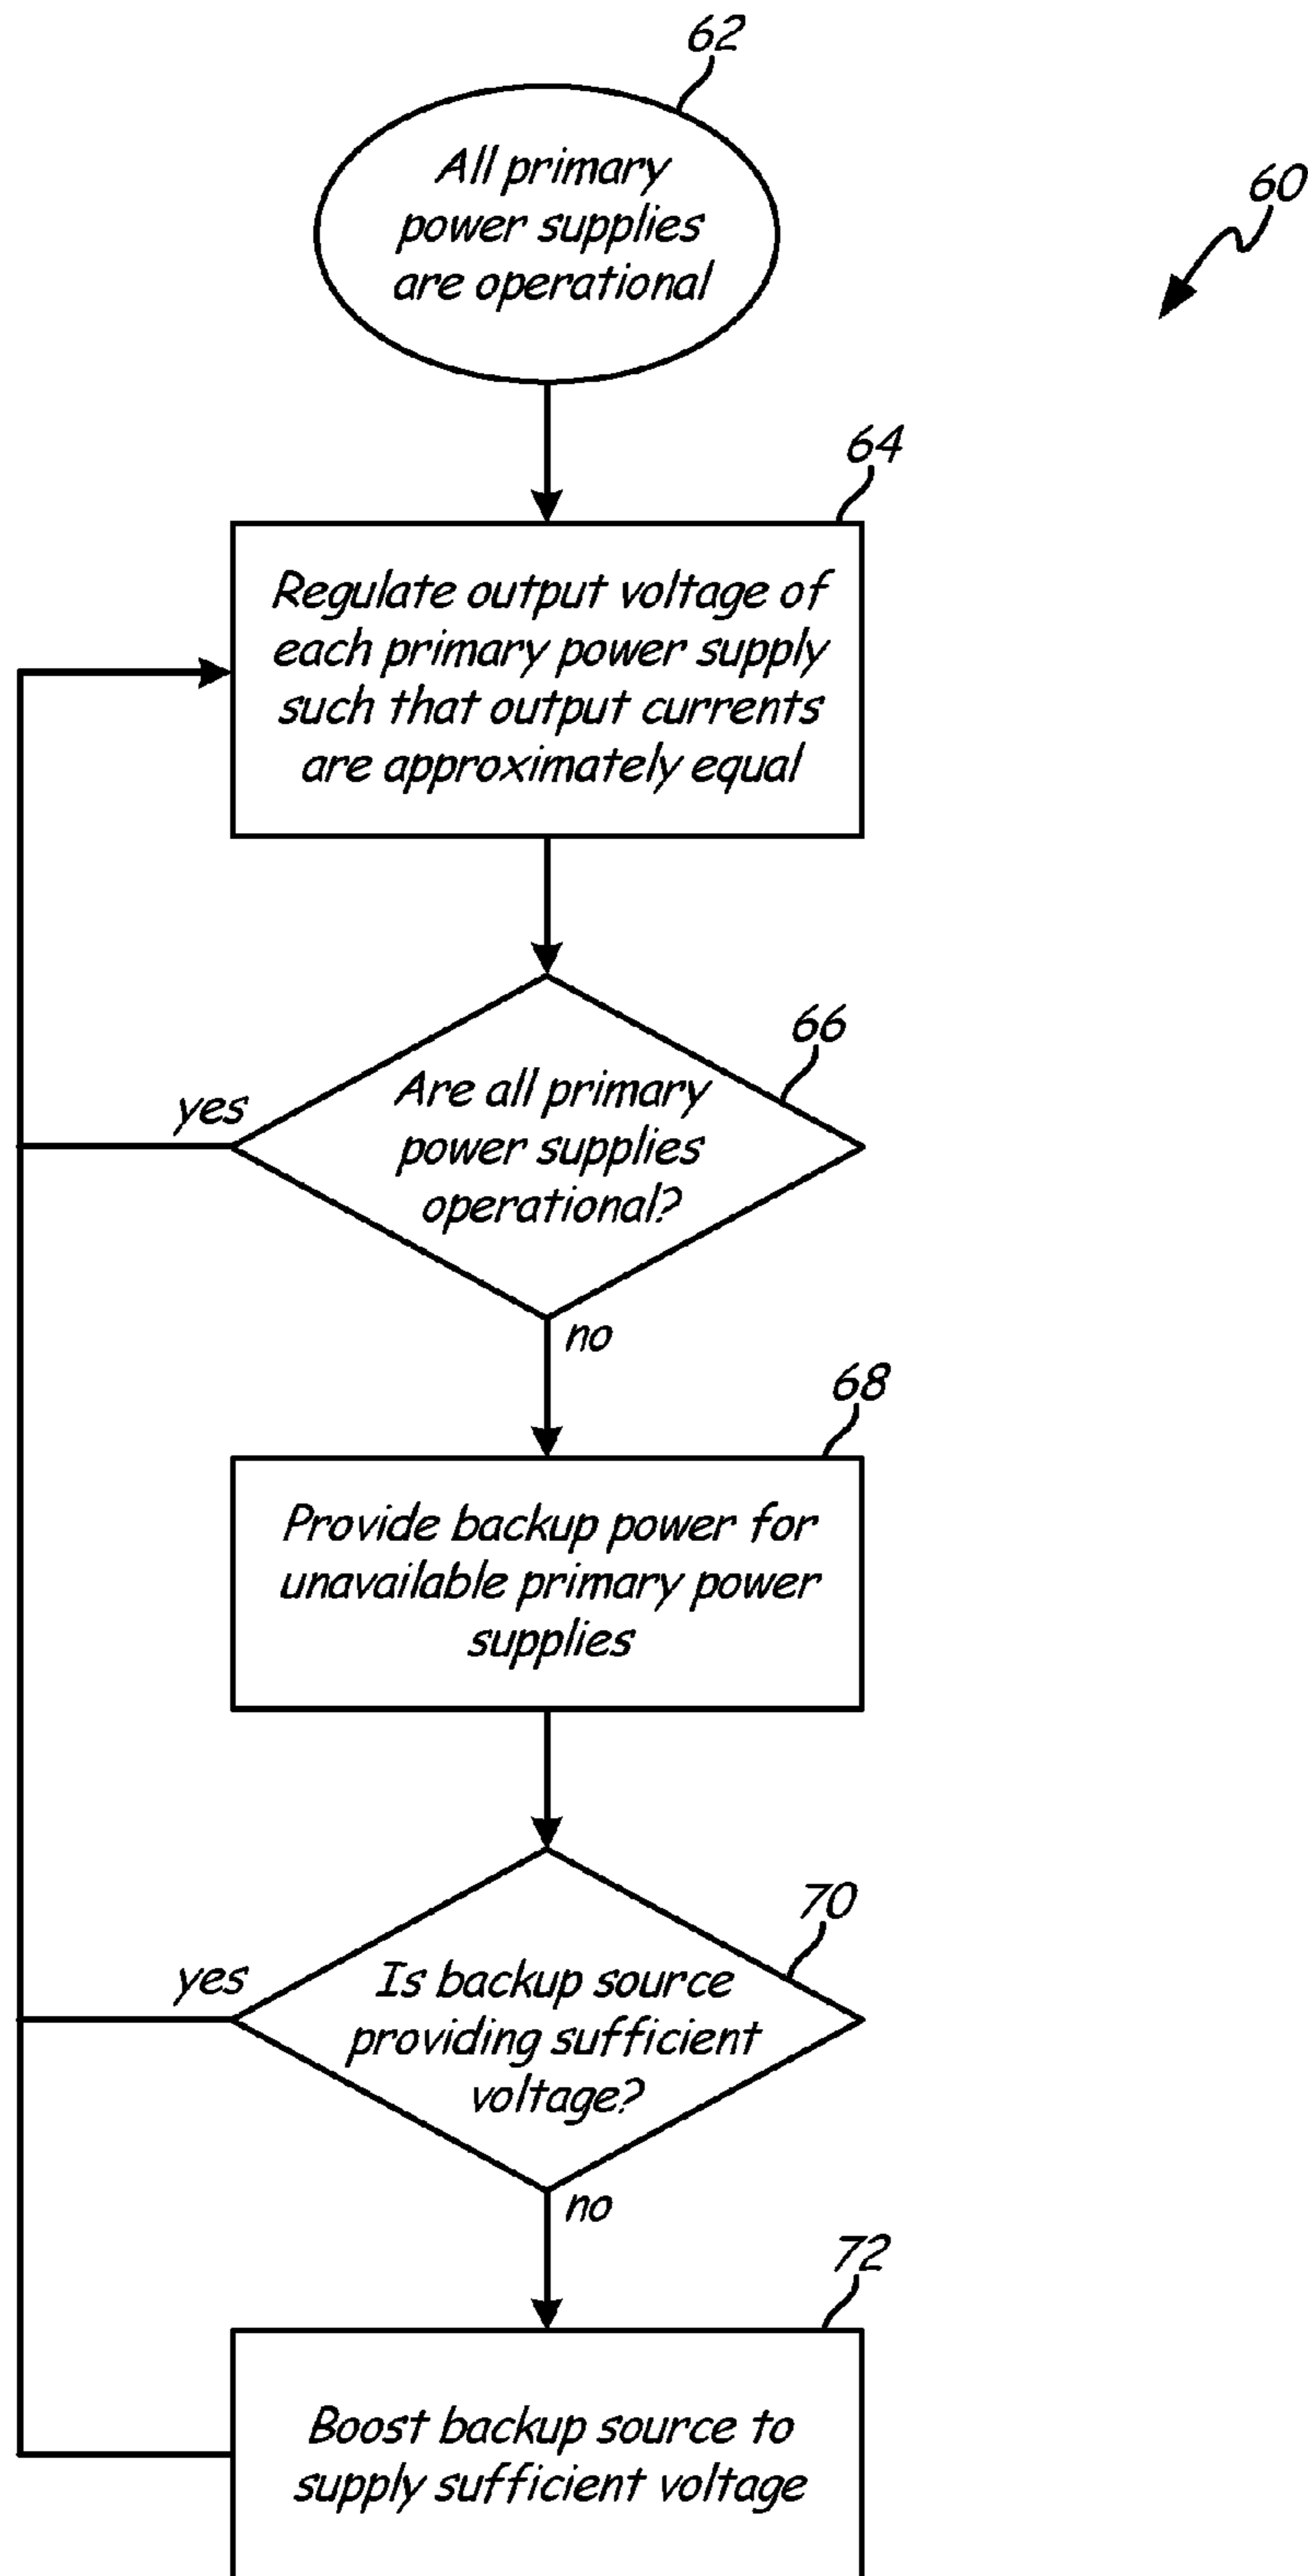 62
All primary
power supplies
are operational
60
64
Regulate output voltage of
each primary power supply
such that output currents
are approximately equal
66
Are all primary
power supplies
operational?
yes
no
68
Provide backup power for
unavailable primary power
supplies
70
Is backup source
providing sufficient
voltage?
yes
no
72
Boost backup source to
supply sufficient voltage